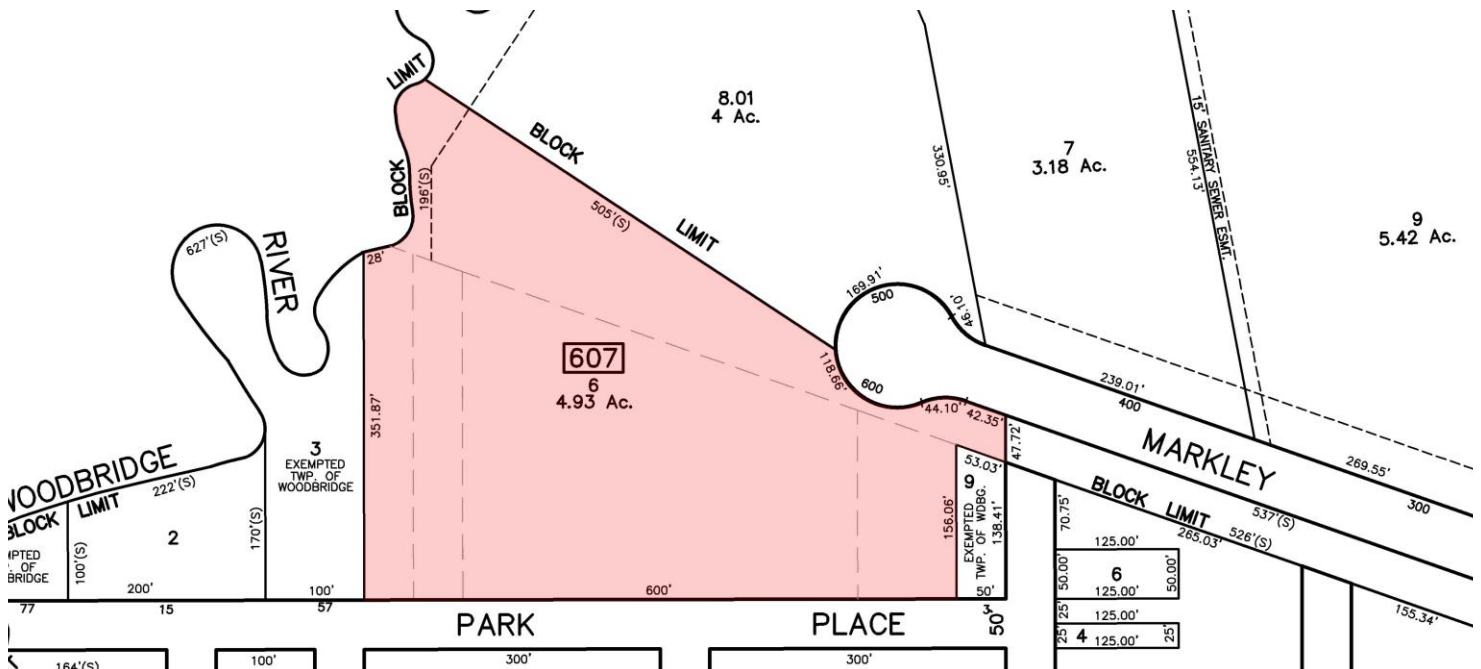 LIMIT
BLOCK
196'(S)
BLOCK
505'(S)
LIMIT
8.01
4 Ac.
330.95'
7
3.18 Ac.
15' SANITARY SEWER ESMT.
554.13'
9
5.42 Ac.
627'(S)
RIVER
28'
169.91'
500
46.10'
607
6
4.93 Ac.
118.66'
600
44.10'
42.35'
47.72'
239.01'
400
MARKLEY
269.55'
300
WOODBRIDGE
BLOCK LIMIT
222'(S)
351.87'
3
EXEMPTED
TWP. OF
WOODBRIDGE
170'(S)
2
100'(S)
53.03'
9
EXEMPTED
TWP. OF WDBG.
156.06'
138.41'
BLOCK LIMIT
537'(S)
526'(S)
265.03'
70.75'
125.00'
50.00'
6
50.00'
125.00'
125.00'
25'
25'
4
125.00'
25'
155.34'
200'
100'
600'
50'
77
15
57
3
50'
PARK PLACE
164'(S)
100'
300'
300'